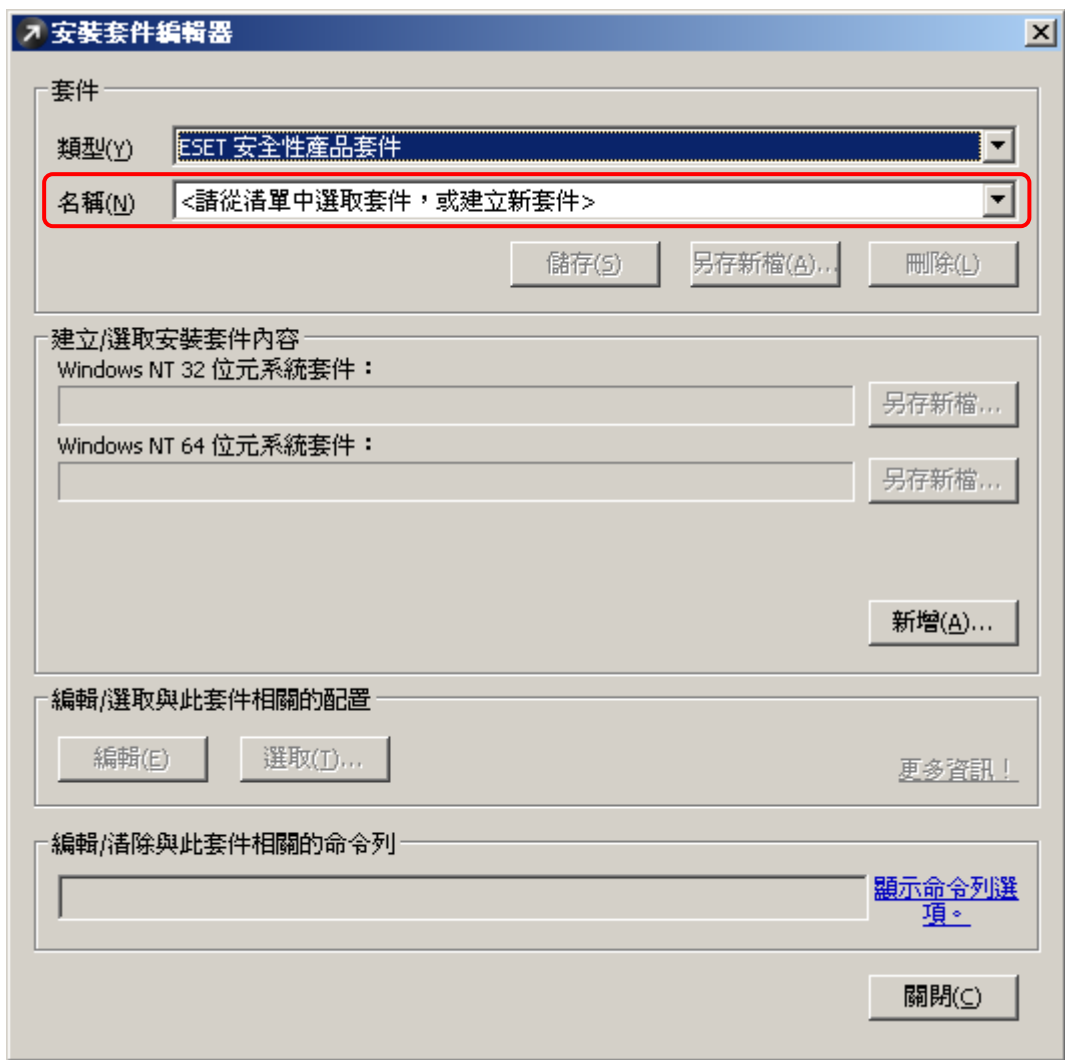 安裝套件編輯器
套件
類型(Y)
ESET 安全性產品套件
名稱(N)
<請從清單中選取套件，或建立新套件>
儲存(S)
另存新檔(A)...
刪除(L)
建立/選取安裝套件內容
Windows NT 32 位元系統套件：
另存新檔...
Windows NT 64 位元系統套件：
另存新檔...
新增(A)...
編輯/選取與此套件相關的配置
編輯(E)
選取(T)...
更多資訊！
編輯/清除與此套件相關的命令列
顯示命令列選
項。
關閉(C)